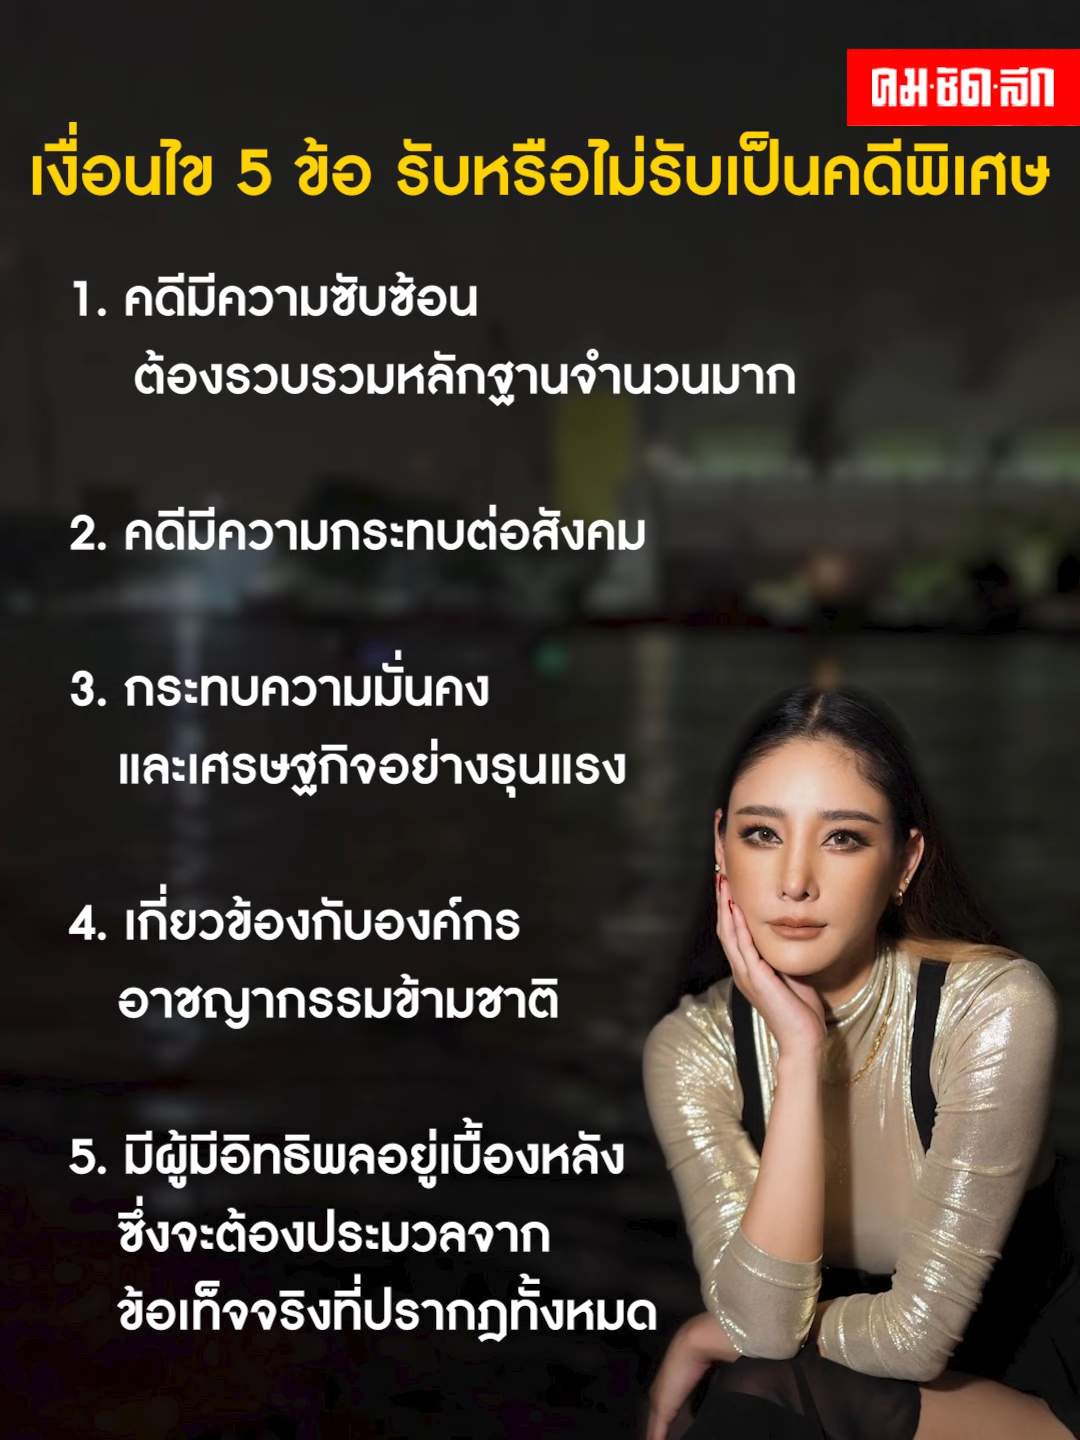 คม·ชัด·ลึก
เงื่อนไข 5 ข้อ รับหรือไม่รับเป็นคดีพิเศษ
1. คดีมีความซับซ้อน
ต้องรวบรวมหลักฐานจำนวนมาก
2. คดีมีความกระทบต่อสังคม
3. กระทบความมั่นคง
และเศรษฐกิจอย่างรุนแรง
4. เกี่ยวข้องกับองค์กร
อาชญากรรมข้ามชาติ
5. มีผู้มีอิทธิพลอยู่เบื้องหลัง
ซึ่งจะต้องประมวลจาก
ข้อเท็จจริงที่ปรากฏทั้งหมด